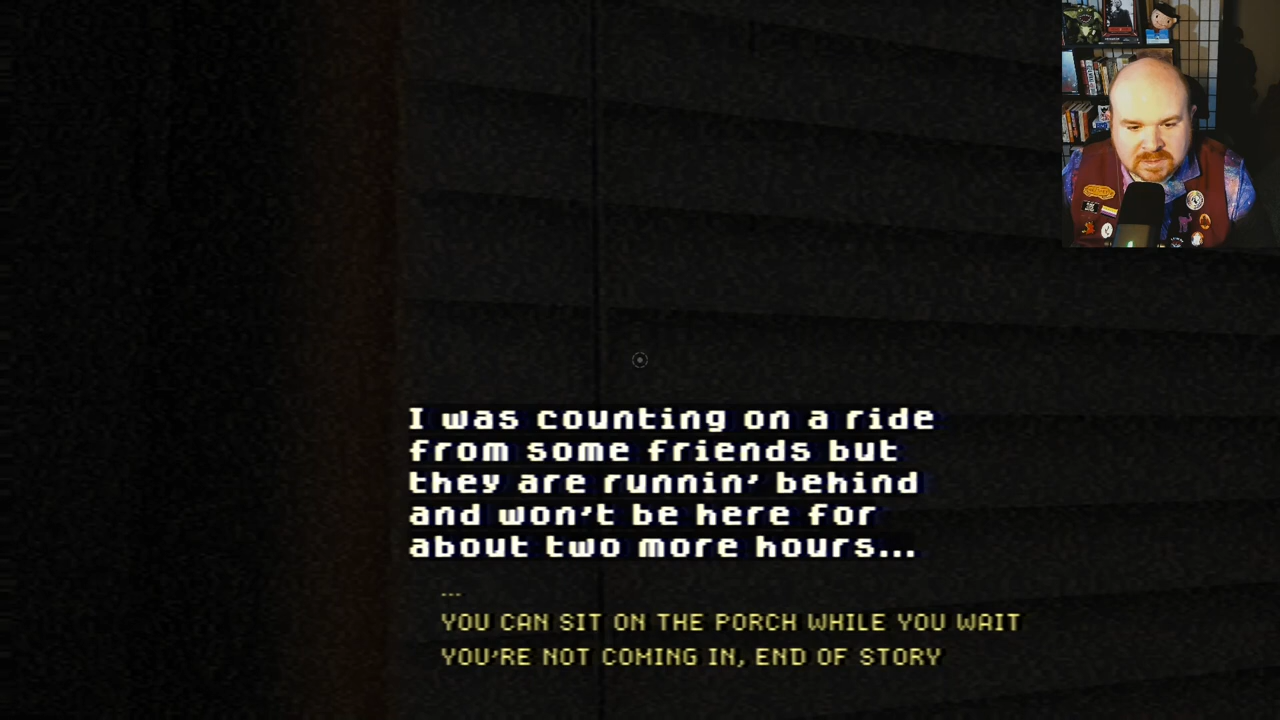 I was counting on a ride
from some friends but
they are runnin' behind
and won't be here for
about two more hours...
...
YOU CAN SIT ON THE PORCH WHILE YOU WAIT
YOU'RE NOT COMING IN, END OF STORY